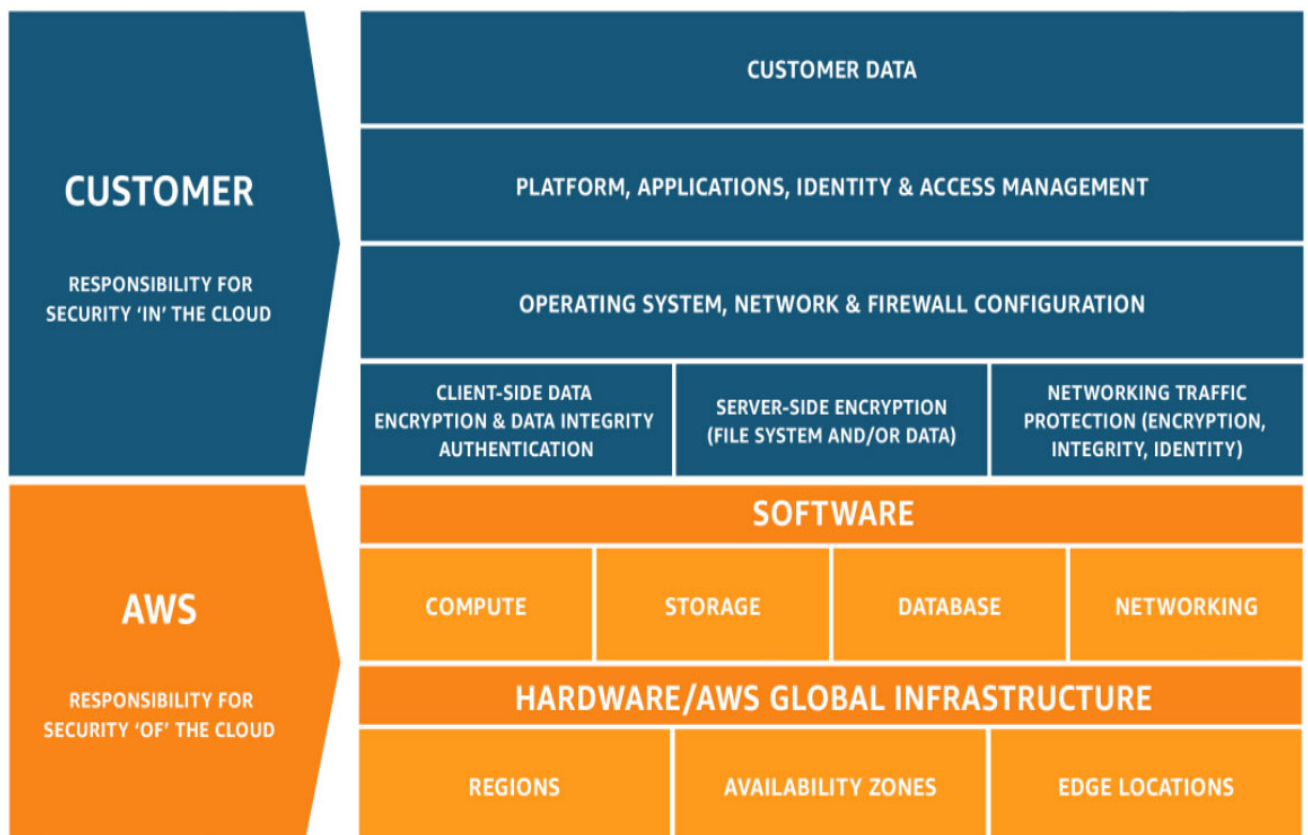 CUSTOMER
RESPONSIBILITY FOR
SECURITY ‘IN’ THE CLOUD
CUSTOMER DATA
PLATFORM, APPLICATIONS, IDENTITY & ACCESS MANAGEMENT
OPERATING SYSTEM, NETWORK & FIREWALL CONFIGURATION
CLIENT-SIDE DATA
ENCRYPTION & DATA INTEGRITY
AUTHENTICATION
SERVER-SIDE ENCRYPTION
(FILE SYSTEM AND/OR DATA)
NETWORKING TRAFFIC
PROTECTION (ENCRYPTION,
INTEGRITY, IDENTITY)
AWS
RESPONSIBILITY FOR
SECURITY ‘OF’ THE CLOUD
SOFTWARE
COMPUTE
STORAGE
DATABASE
NETWORKING
HARDWARE/AWS GLOBAL INFRASTRUCTURE
REGIONS
AVAILABILITY ZONES
EDGE LOCATIONS